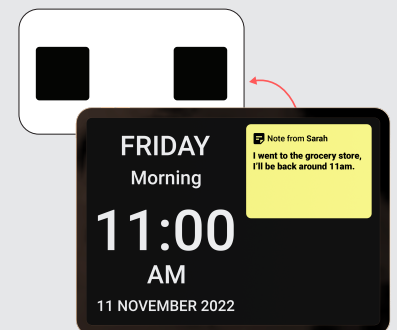 FRIDAY
Morning
11:00
AM
11 NOVEMBER 2022
Note from Sarah
I went to the grocery store,
I'll be back around 11am.